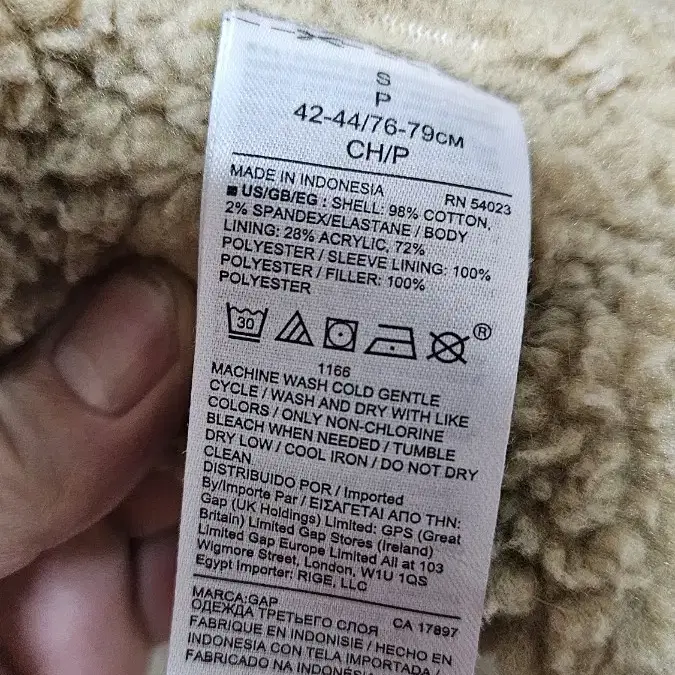 S
P
42-44/76-79см
CH/P
MADE IN INDONESIA
RN 54023
■ US/GB/EG : SHELL: 98% COTTON,
2% SPANDEX/ELASTANE / BODY
LINING: 28% ACRYLIC, 72%
POLYESTER / SLEEVE LINING: 100%
POLYESTER / FILLER: 100%
POLYESTER
30
®
1166
MACHINE WASH COLD GENTLE
CYCLE / WASH AND DRY WITH LIKE
COLORS / ONLY NON-CHLORINE
BLEACH WHEN NEEDED / TUMBLE
DRY LOW / COOL IRON / DO NOT DRY
CLEAN
DISTRIBUIDO POR / Imported
By/Importe Par / ΕΙΣΑΓΕΤΑΙ ΑΠΟ ΤΗΝ:
Gap (UK Holdings) Limited: GPS (Great
Britain) Limited Gap Stores (Ireland)
Limited Gap Europe Limited All at 103
Wigmore Street, London, W1U 1QS
Egypt Importer: RIGE, LLC
MARCA:GAP
CA 17897
ОДЕЖДА ТРЕТЬЕГО СЛОЯ
FABRIQUE EN INDONISIE / HECHO EN
INDONESIA CON TELA IMPORTADA /
FABRICADO NA INDONÉSIA